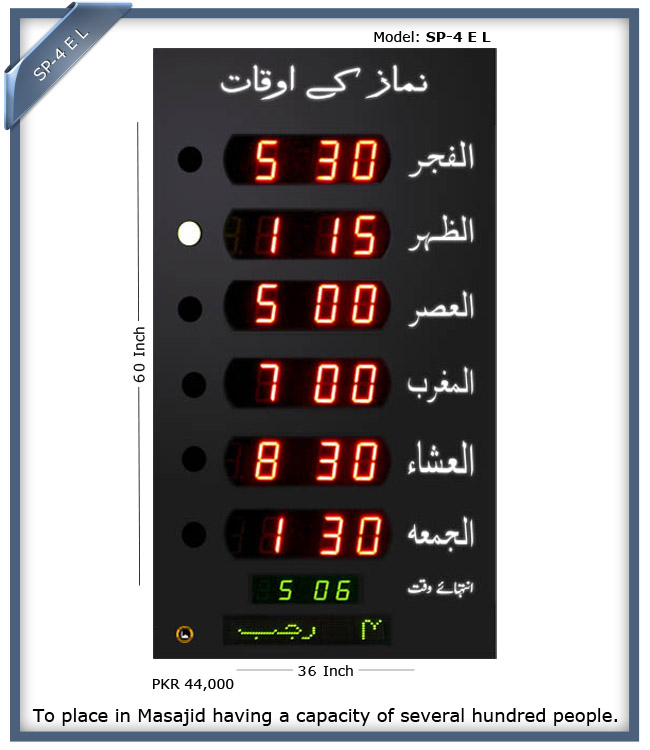 SP-4 E L
Model: SP-4 E L
نماز کے اوقات
الفجر 5 30
الظہر 1 15
العصر 5 00
المغرب 7 00
العشاء 8 30
الجمعه 1 30
انتہائے وقت 5 06
رجب
60 Inch
36 Inch
PKR 44,000
To place in Masajid having a capacity of several hundred people.